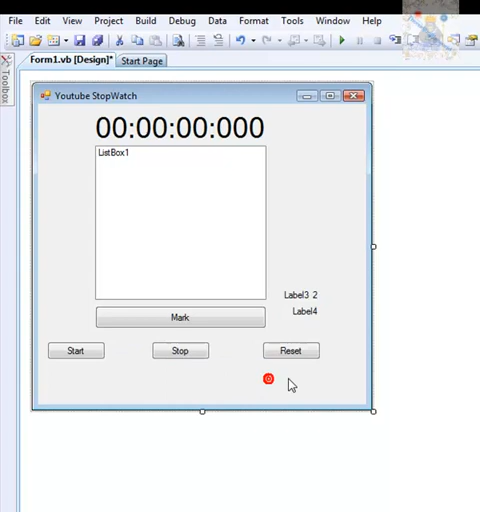 File Edit View Project Build Debug Data Format Tools Window Help
Form1.vb [Design]* Start Page
Toolbox
Youtube StopWatch
00:00:00:000
ListBox1
Label3 2
Label4
Mark
Start Stop Reset